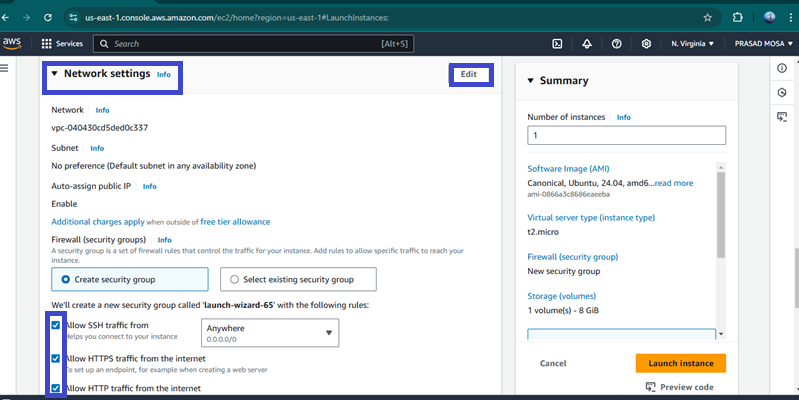 us-east-1.console.aws.amazon.com/ec2/home?region=us-east-1#LaunchInstances:
aws
Services
Search
[Alt+S]
N. Virginia
PRASAD MOSA
Network settings Info
Edit
Network Info
vpc-040430cd5ded0c337
Subnet Info
No preference (Default subnet in any availability zone)
Auto-assign public IP Info
Enable
Additional charges apply when outside of free tier allowance
Firewall (security groups) Info
A security group is a set of firewall rules that control the traffic for your instance. Add rules to allow specific traffic to reach your
instance.
Create security group
Select existing security group
We'll create a new security group called 'launch-wizard-65' with the following rules:
Allow SSH traffic from
Helps you connect to your instance
Anywhere
0.0.0.0/0
Allow HTTPS traffic from the internet
To set up an endpoint, for example when creating a web server
Allow HTTP traffic from the internet
Summary
Number of instances Info
1
Software Image (AMI)
Canonical, Ubuntu, 24.04, amd6...read more
ami-0866a3c8686eaeeba
Virtual server type (instance type)
t2.micro
Firewall (security group)
New security group
Storage (volumes)
1 volume(s) - 8 GiB
Cancel
Launch instance
Preview code